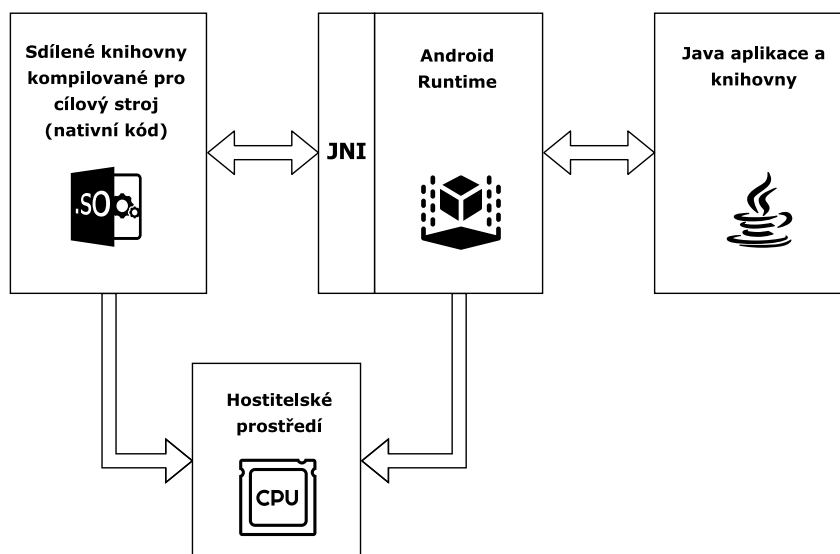 Sdílené knihovny
kompilované pro
cílový stroj
(nativní kód)
.SO
JNI
Android
Runtime
Java aplikace a
knihovny
Hostitelské
prostředí
CPU